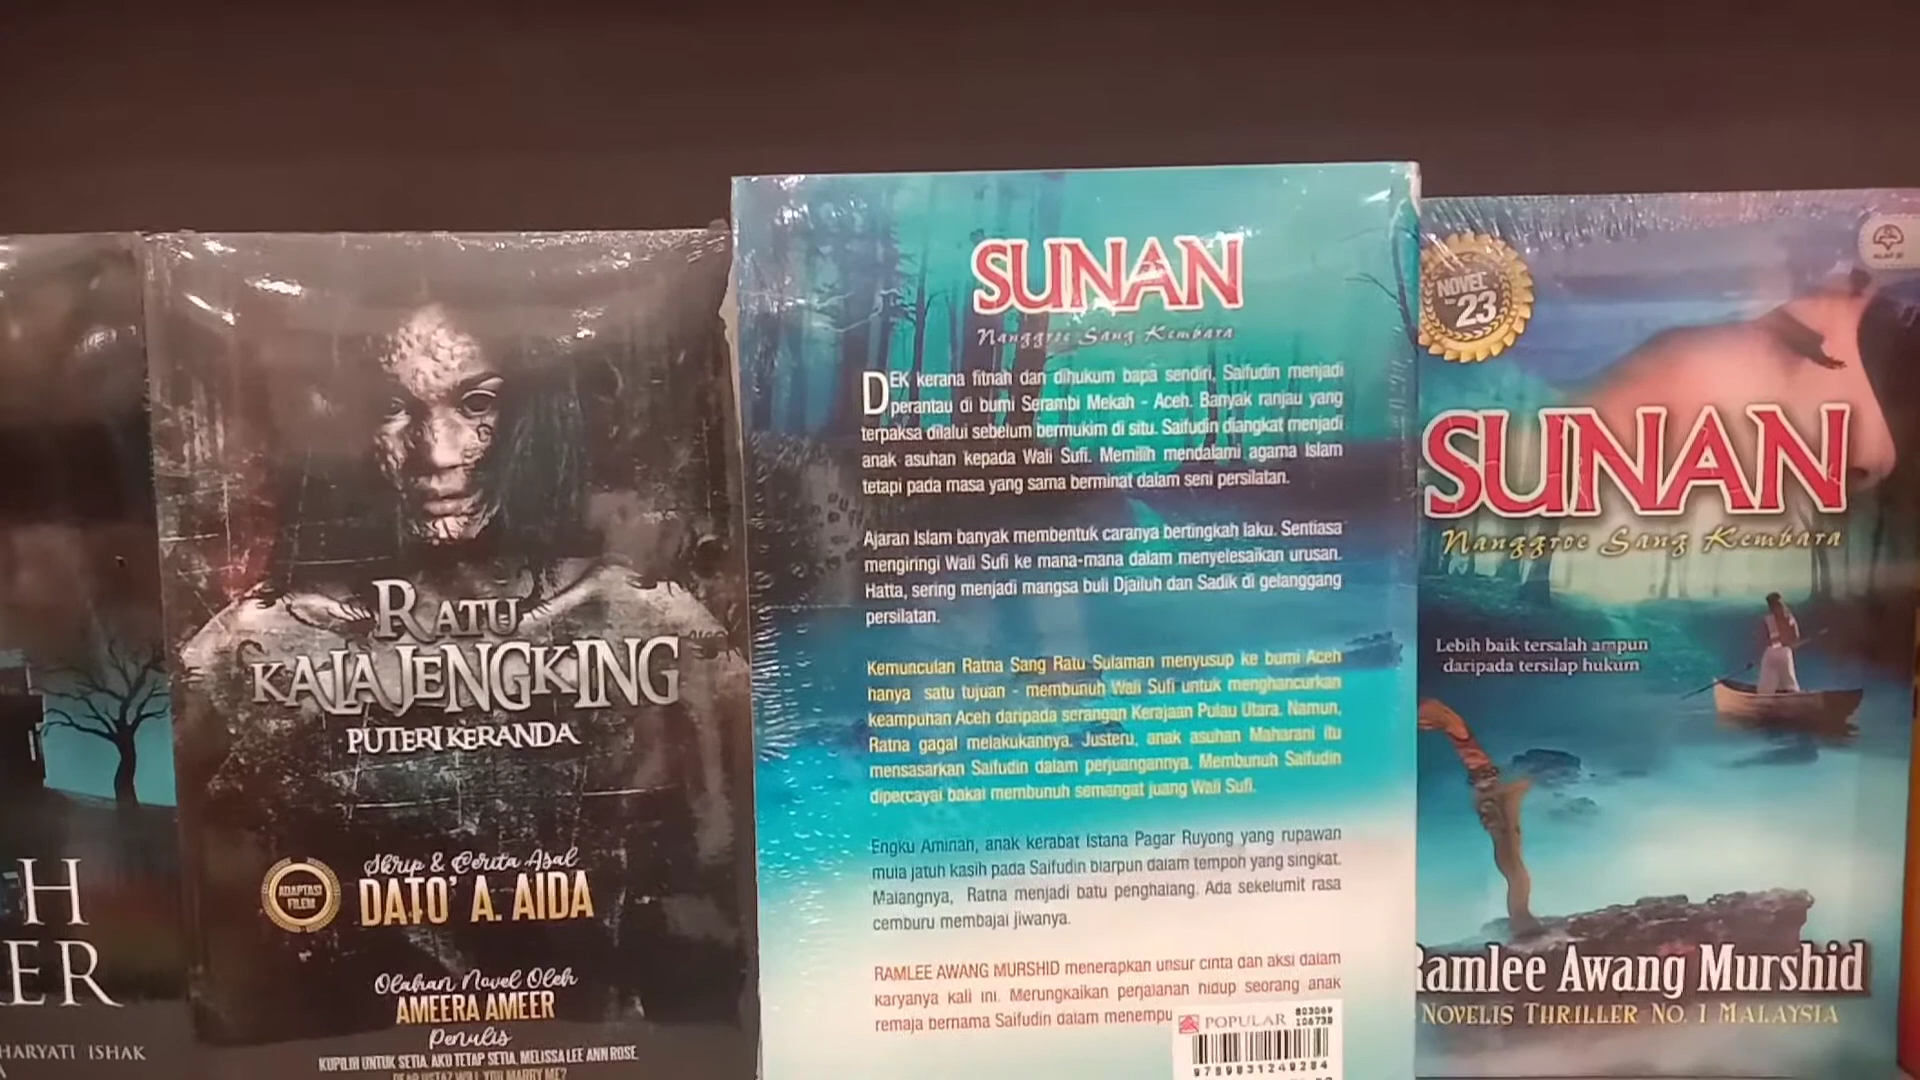 H
ER
HARYATI ISHAK
RATU
KALA JENGKING
PUTERI KERANDA
ADAPTASI
FILEM
Skrip & Cerita Asal
DATO' A. AIDA
Olahan Novel Oleh
AMEERA AMEER
Penulis
KUPILIH UNTUK SETIA, AKU TETAP SETIA, MELISSA LEE ANN ROSE,
WILL YOU MARRY ME?
SUNAN
Nanggroe Sang Kembara
DEK kerana fitnah dan dihukum bapa sendiri, Saifudin menjadi
perantau di bumi Serambi Mekah - Aceh. Banyak ranjau yang
terpaksa dilalui sebelum bermukim di situ. Saifudin diangkat menjadi
anak asuhan kepada Wali Sufi. Memilih mendalami agama Islam
tetapi pada masa yang sama berminat dalam seni persilatan.
Ajaran Islam banyak membentuk caranya bertingkah laku. Sentiasa
mengiringi Wali Sufi ke mana-mana dalam menyelesaikan urusan.
Hatta, sering menjadi mangsa buli Djailuh dan Sadik di gelanggang
persilatan.
Kemunculan Ratna Sang Ratu Sulaman menyusup ke bumi Aceh
hanya satu tujuan - membunuh Wali Sufi untuk menghancurkan
keampuhan Aceh daripada serangan Kerajaan Pulau Utara. Namun,
Ratna gagal melakukannya. Justeru, anak asuhan Maharani itu
mensasarkan Saifudin dalam perjuangannya. Membunuh Saifudin
dipercayai bakal membunuh semangat juang Wali Sufi.
Engku Aminah, anak kerabat Istana Pagar Ruyong yang rupawan
mula jatuh kasih pada Saifudin biarpun dalam tempoh yang singkat.
Malangnya, Ratna menjadi batu penghalang. Ada sekelumit rasa
cemburu membajai jiwanya.
RAMLEE AWANG MURSHID menerapkan unsur cinta dan aksi dalam
karyanya kali ini. Merungkaikan perjalanan hidup seorang anak
remaja bernama Saifudin dalam menempu
POPULAR
803069
106738
9789831249284
NOVEL
23
SUNAN
Nanggroe Sang Kembara
Lebih baik tersalah ampun
daripada tersilap hukum
Ramlee Awang Murshid
NOVELIS THRILLER NO. 1 MALAYSIA